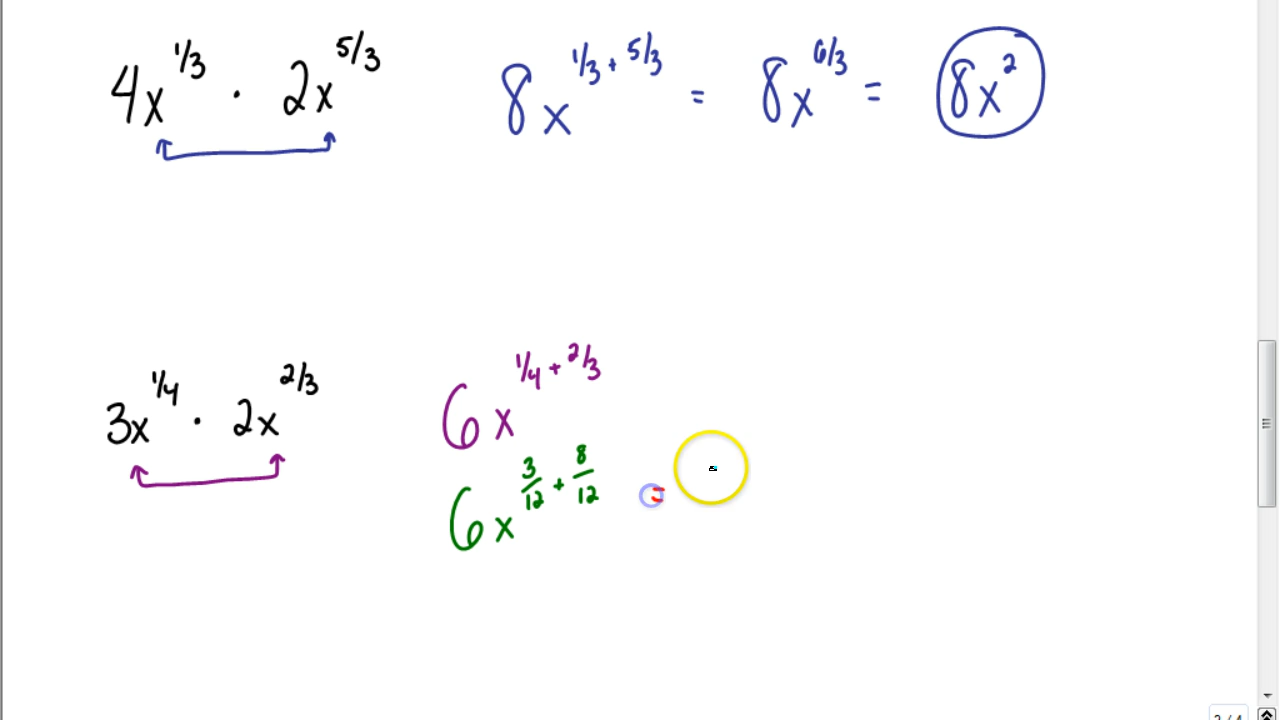 4x^1/3 · 2x^5/3 8x^1/3 + 5/3 = 8x^6/3 = 8x^2
3x^1/4 · 2x^2/3 6x^1/4 + 2/3
6x^3/12 + 8/12 =